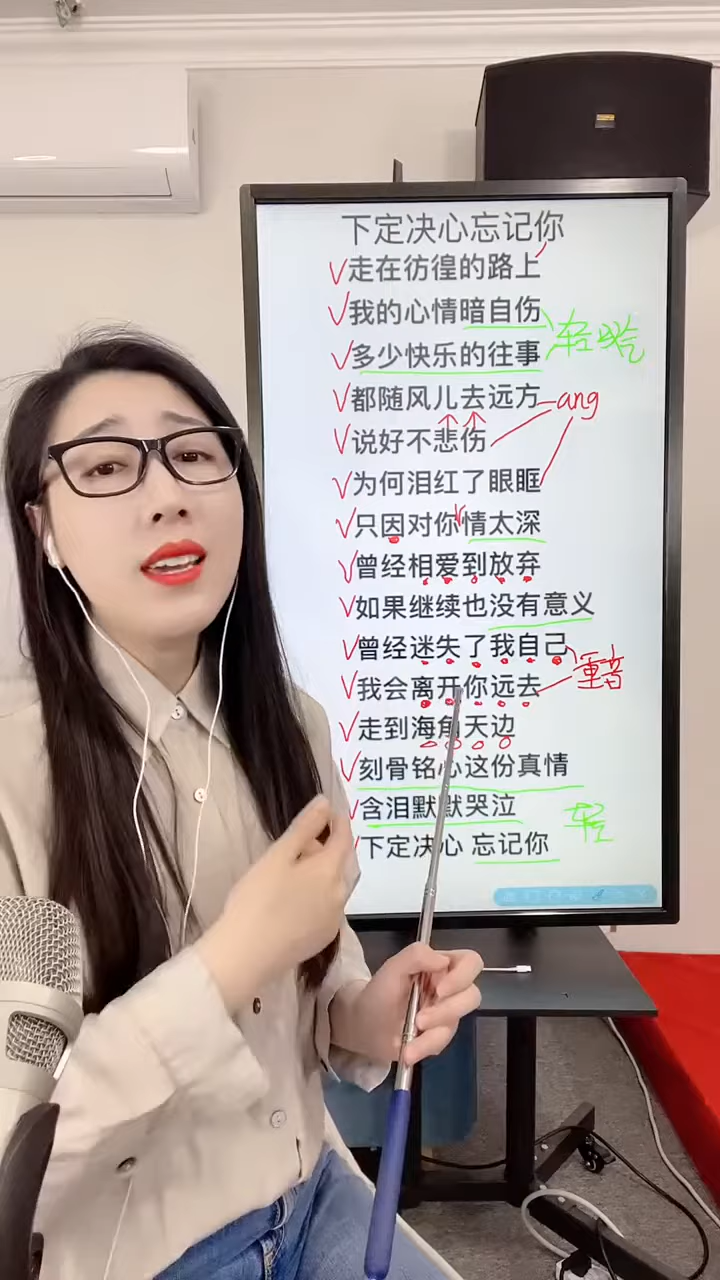 下定决心忘记你
走在彷徨的路上
我的心情暗自伤
轻吟
多少快乐的往事
都随风儿去远方
ang
说好不悲伤
为何泪红了眼眶
只因对你情太深
曾经相爱到放弃
如果继续也没有意义
曾经迷失了我自己
重音
我会离开你远去
走到海角天边
刻骨铭心这份真情
含泪默默哭泣
轻
下定决心 忘记你